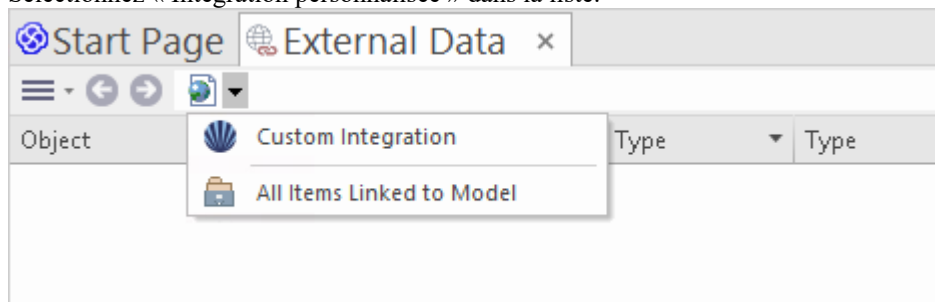 Sélectionnez « Intégration personnalisée » dans la liste.
Start Page External Data ×
Object Type Type
Custom Integration
All Items Linked to Model